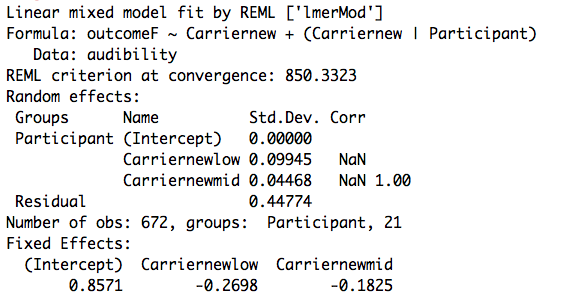 Linear mixed model fit by REML ['lmerMod']
Formula: outcomeF ~ Carriernew + (Carriernew | Participant)
Data: audibility
REML criterion at convergence: 850.3323
Random effects:
Groups Name Std.Dev. Corr
Participant (Intercept) 0.00000
Carriernewlow 0.09945 NaN
Carriernewmid 0.04468 NaN 1.00
Residual 0.44774
Number of obs: 672, groups: Participant, 21
Fixed Effects:
(Intercept) Carriernewlow Carriernewmid
0.8571 -0.2698 -0.1825